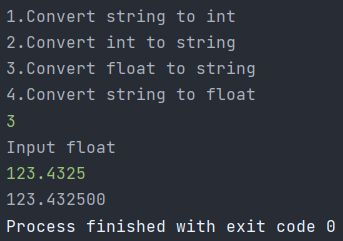 1.Convert string to int
2.Convert int to string
3.Convert float to string
4.Convert string to float
3
Input float
123.4325
123.432500
Process finished with exit code 0